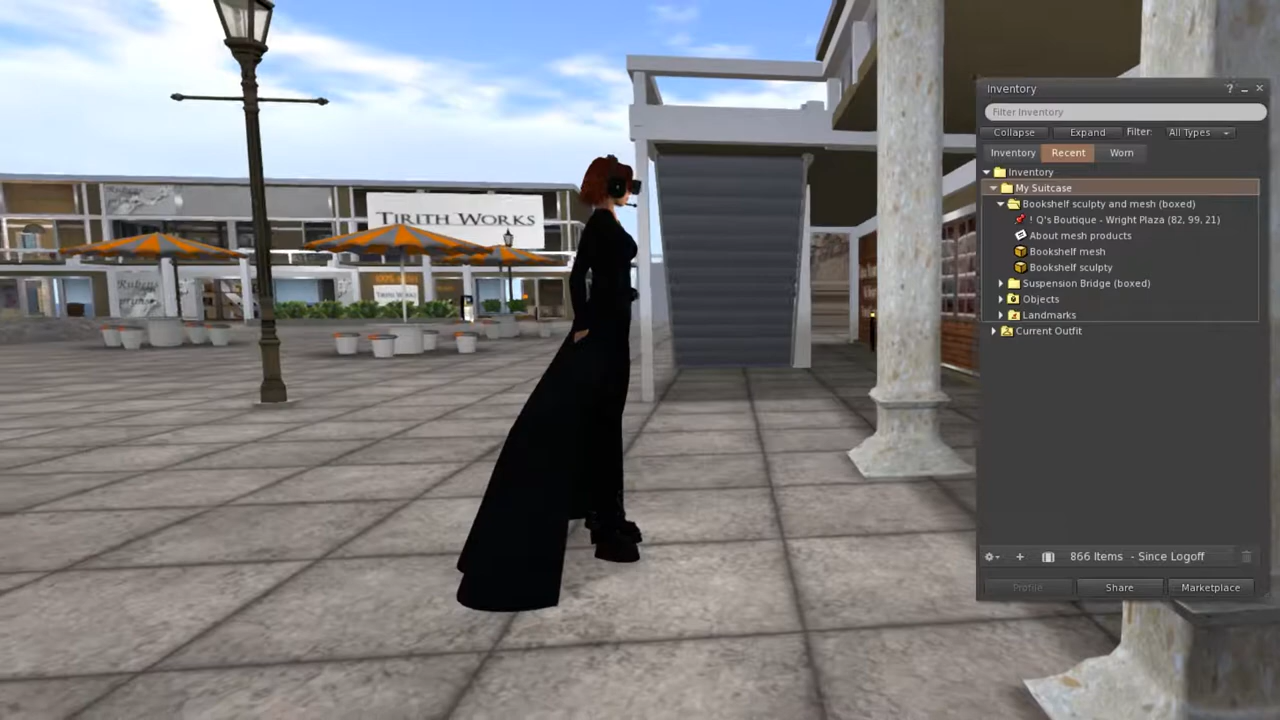 TIRITH WORKS
Inventory
?
Filter Inventory
Collapse
Expand
Filter:
All Types
Inventory
Recent
Worn
Inventory
My Suitcase
Bookshelf sculpty and mesh (boxed)
! Q's Boutique - Wright Plaza (82, 99, 21)
About mesh products
Bookshelf mesh
Bookshelf sculpty
Suspension Bridge (boxed)
Objects
Landmarks
Current Outfit
866 Items - Since Logoff
Profile
Share
Marketplace